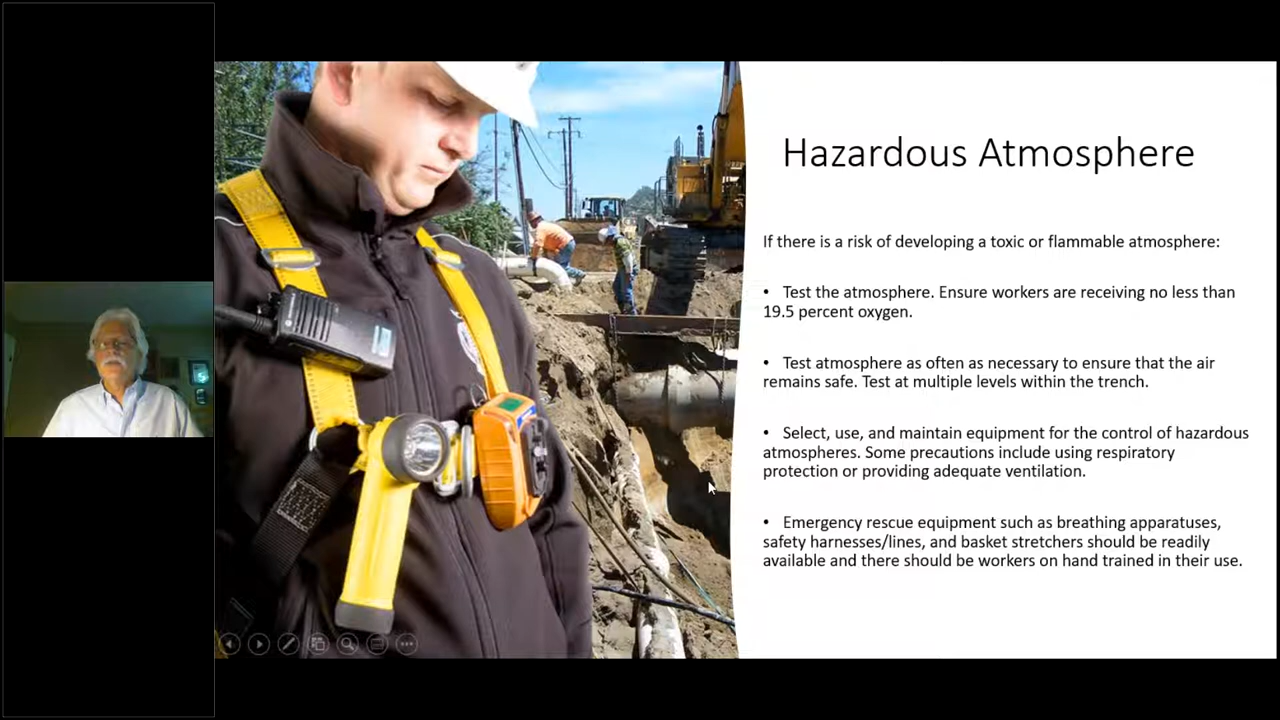 Hazardous Atmosphere
If there is a risk of developing a toxic or flammable atmosphere:
• Test the atmosphere. Ensure workers are receiving no less than
19.5 percent oxygen.
• Test atmosphere as often as necessary to ensure that the air
remains safe. Test at multiple levels within the trench.
• Select, use, and maintain equipment for the control of hazardous
atmospheres. Some precautions include using respiratory
protection or providing adequate ventilation.
• Emergency rescue equipment such as breathing apparatuses,
safety harnesses/lines, and basket stretchers should be readily
available and there should be workers on hand trained in their use.